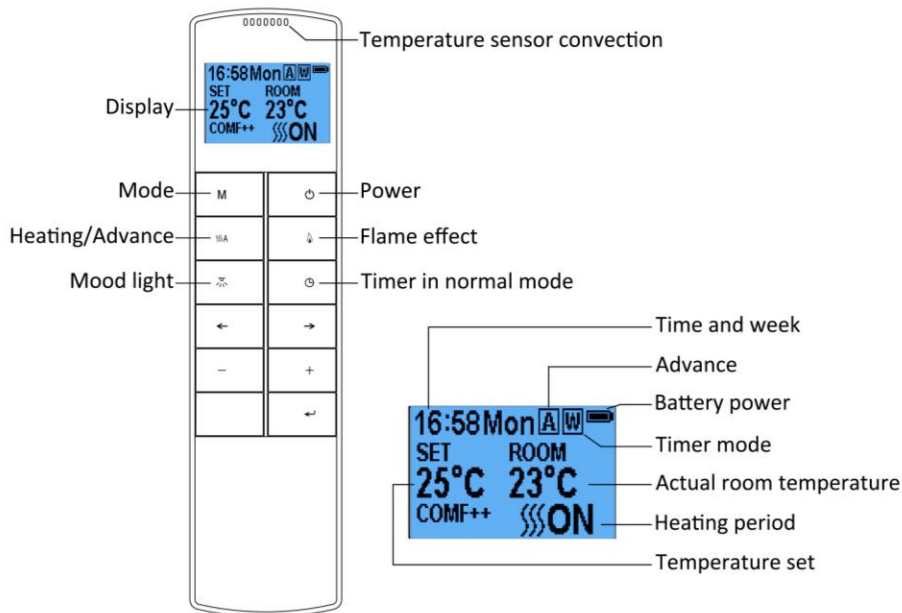 Temperature sensor convection
16:58Mon A W
SET ROOM
25°C 23°C
COMF++ ON
Display
Mode
M
Power
Heating/Advance
A
Flame effect
Mood light
Timer in normal mode
←
→
−
+
↵
Time and week
Advance
Battery power
Timer mode
Actual room temperature
Heating period
Temperature set
16:58Mon A W
SET ROOM
25°C 23°C
COMF++ ON